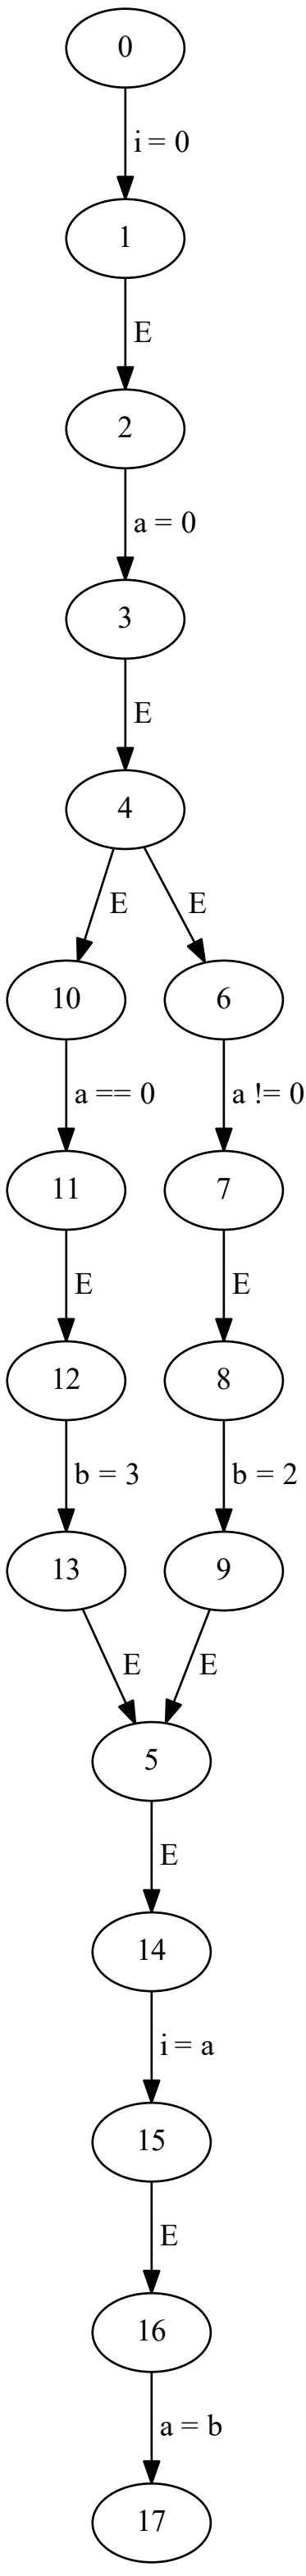 0
i = 0
1
E
2
a = 0
3
E
4
E E
10 6
a == 0 a != 0
11 7
E E
12 8
b = 3 b = 2
13 9
E E
5
E
14
i = a
15
E
16
a = b
17